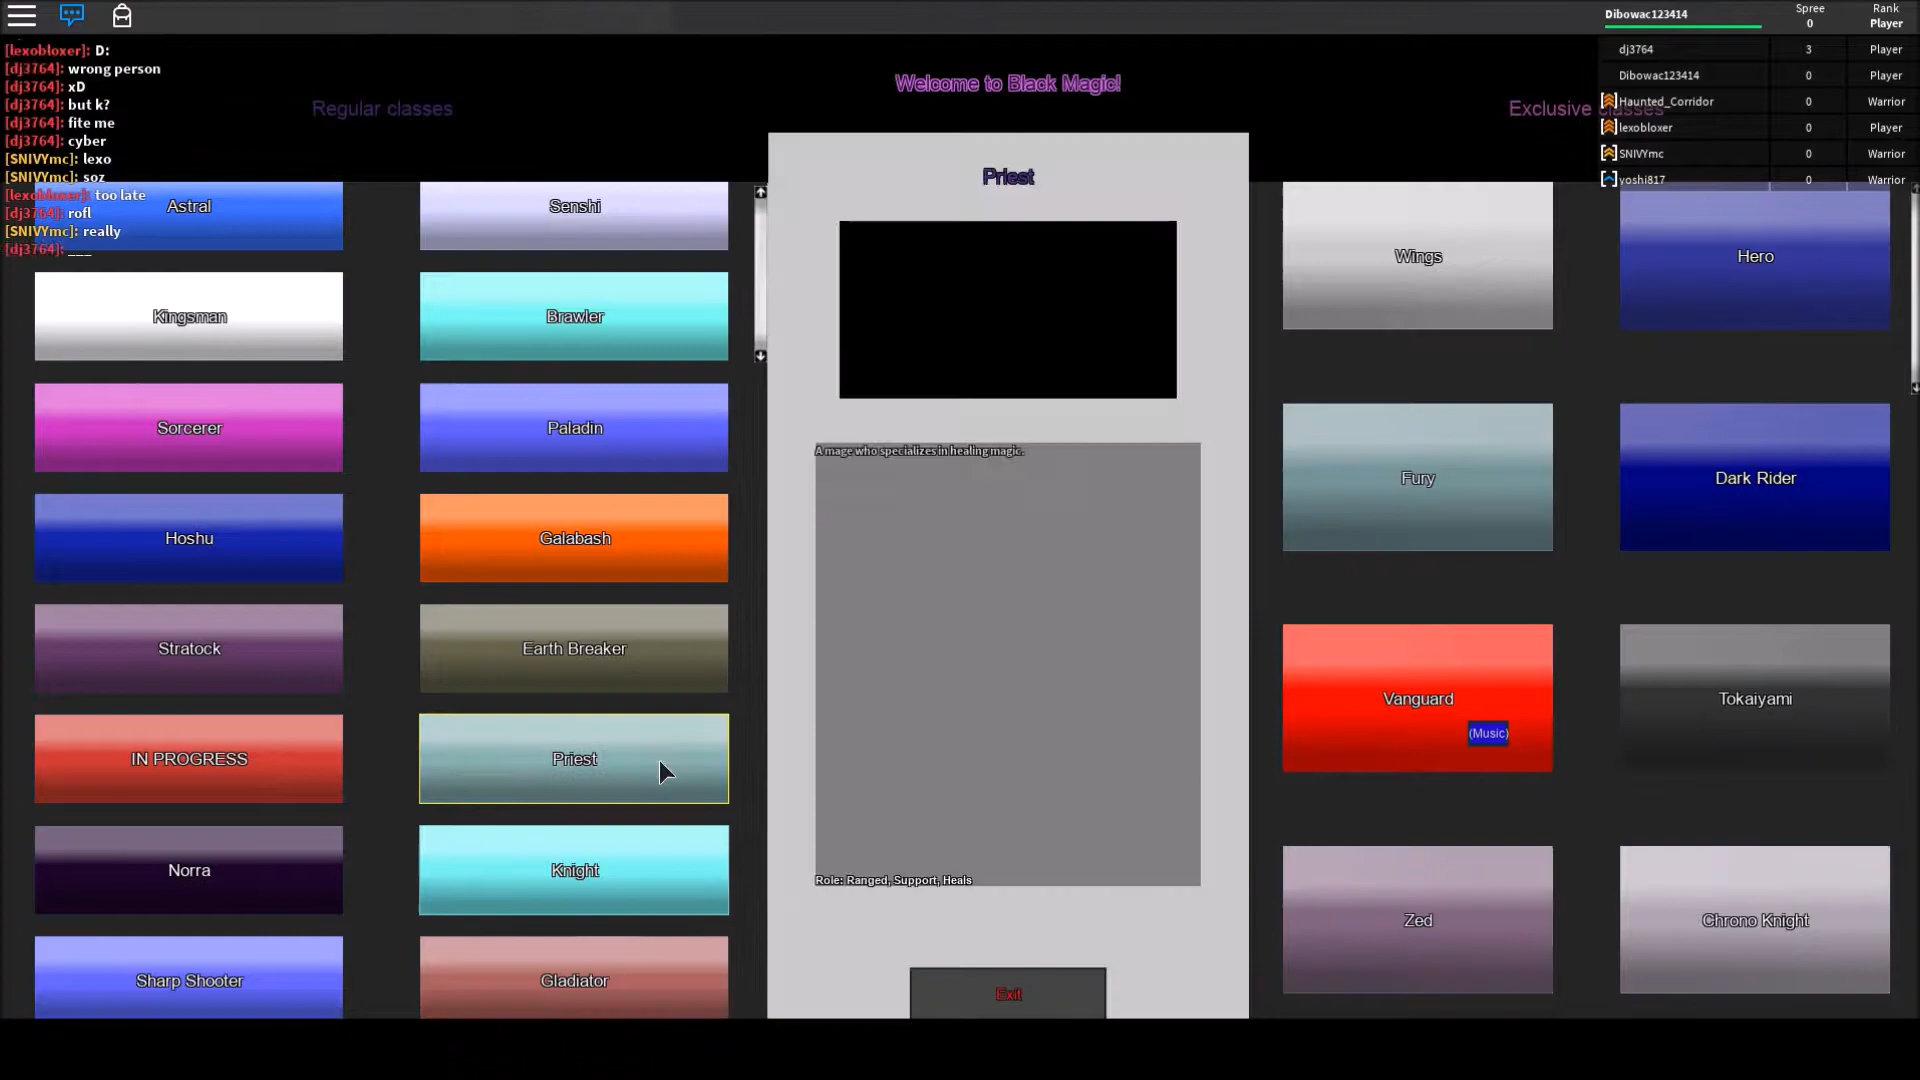 Dibowac123414
Spree
0
Rank
Player
dj3764 3 Player
Dibowac123414 0 Player
Haunted_Corridor 0 Warrior
lexobloxer 0 Player
SNIVYmc 0 Warrior
yoshi817 0 Warrior
[lexobloxer]: D:
[dj3764]: wrong person
[dj3764]: xD
[dj3764]: but k?
[dj3764]: fite me
[dj3764]: cyber
[SNIVYmc]: lexo
[SNIVYmc]: soz
[lexobloxer]: too late
[dj3764]: rofl
[SNIVYmc]: really
[dj3764]: ___
Welcome to Black Magic!
Regular classes
Exclusive classes
Astral
Senshi
Kingsman
Brawler
Sorcerer
Paladin
Hoshu
Galabash
Stratock
Earth Breaker
IN PROGRESS
Priest
Norra
Knight
Sharp Shooter
Gladiator
Priest
A mage who specializes in healing magic.
Role: Ranged, Support, Heals
Exit
Wings
Hero
Fury
Dark Rider
Vanguard
(Music)
Tokaiyami
Zed
Chrono Knight